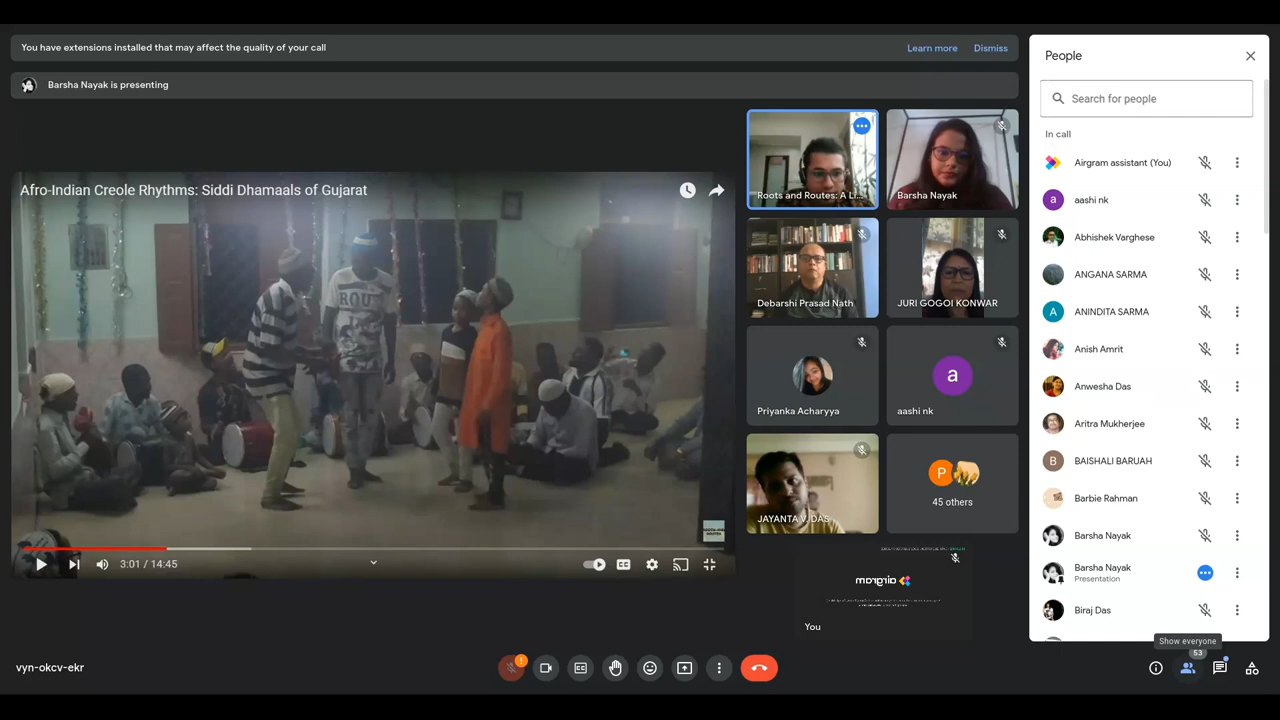 You have extensions installed that may affect the quality of your call
Learn more
Dismiss
Barsha Nayak is presenting
Afro-Indian Creole Rhythms: Siddi Dhamaals of Gujarat
ROUT
3:01 / 14:45
Roots and Routes: A Li...
Barsha Nayak
Debarshi Prasad Nath
JURI GOGOI KONWAR
Priyanka Acharyya
a
aashi nk
JAYANTA V. DAS
P
45 others
airgram
You
People
Search for people
In call
Airgram assistant (You)
a
aashi nk
Abhishek Varghese
ANGANA SARMA
A
ANINDITA SARMA
Anish Amrit
Anwesha Das
Aritra Mukherjee
B
BAISHALI BARUAH
Barbie Rahman
Barsha Nayak
Barsha Nayak
Presentation
Biraj Das
Show everyone
53
vyn-okcv-ekr
CC